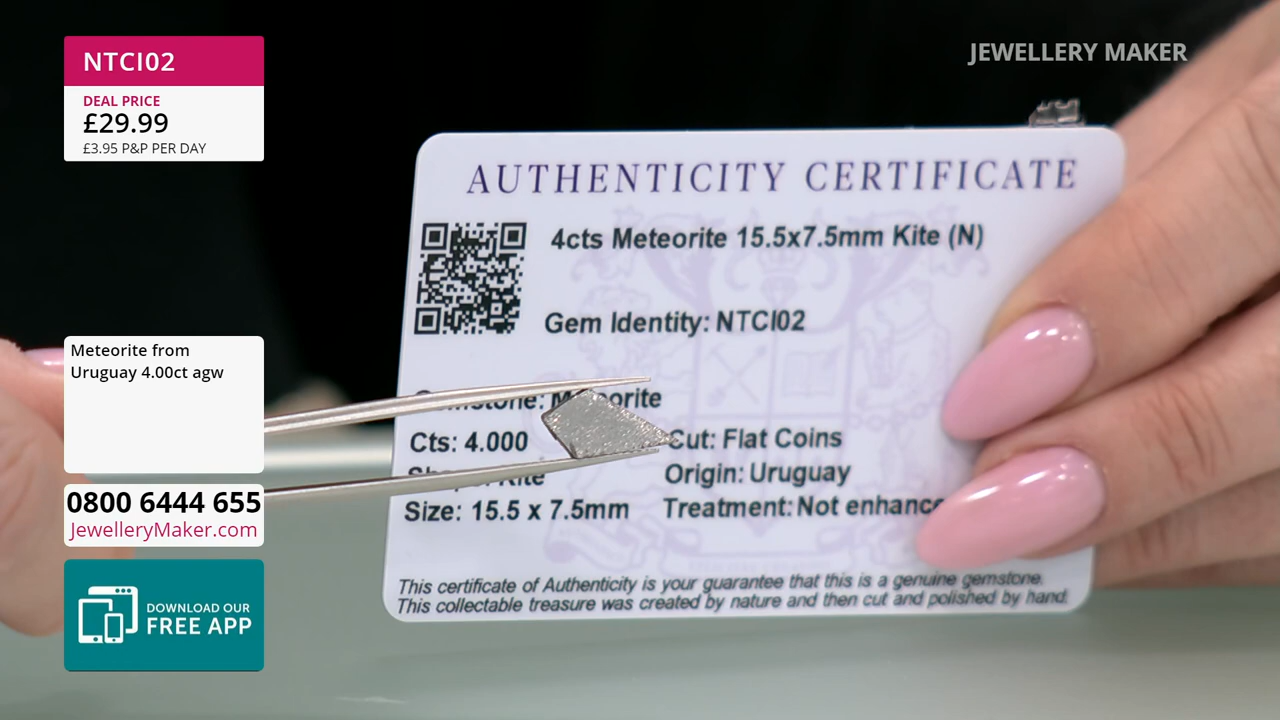 NTCI02
DEAL PRICE
£29.99
£3.95 P&P PER DAY
JEWELLERY MAKER
AUTHENTICITY CERTIFICATE
4cts Meteorite 15.5x7.5mm Kite (N)
Gem Identity: NTCI02
Cts: 4.000
Cut: Flat Coins
Origin: Uruguay
Size: 15.5 x 7.5mm
Treatment: Not
This certificate of Authenticity is your guarantee that this is a genuine gemstone.
This collectable treasure was created by nature and then cut and polished by hand.
Meteorite from
Uruguay 4.00ct agw
0800 6444 655
JewelleryMaker.com
DOWNLOAD OUR
FREE APP